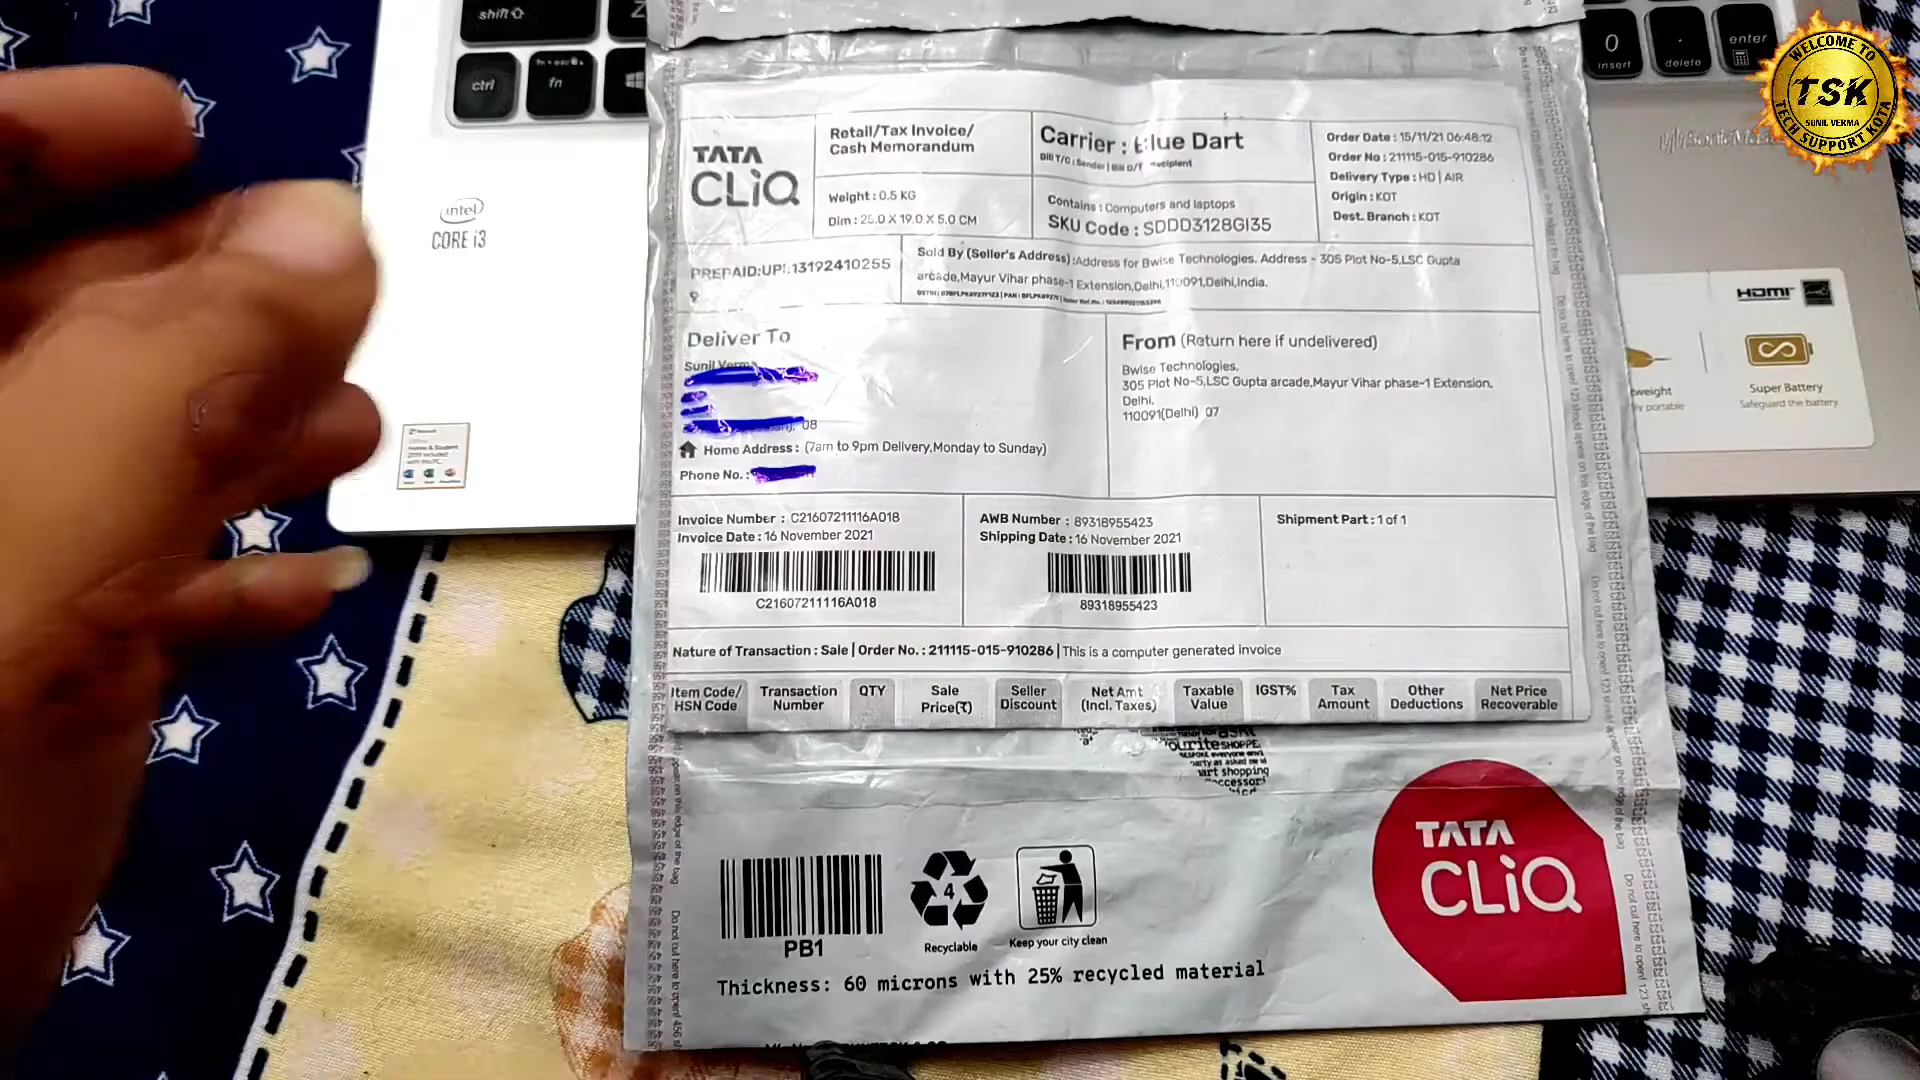 shift
Z
ctrl
fn
0
insert
.
delete
enter
WELCOME TO
TSK
SUNIL VERMA
TECH SUPPORT KOTA
intel
CORE i3
HDMI
Super Battery
Safeguard the battery
TATA
CLiQ
Retail/Tax Invoice/
Cash Memorandum
Weight : 0.5 KG
Dim : 25.0 X 19.0 X 5.0 CM
Carrier : Blue Dart
Contains : Computers and laptops
SKU Code : SDDD3128GI35
Order Date : 15/11/21 06:48:12
Order No : 211115-015-910286
Delivery Type : HD | AIR
Origin : KOT
Dest. Branch : KOT
PREPAID:UPI.13192410255
9
Sold By (Seller's Address) :Address for Bwise Technologies. Address - 305 Plot No-5,LSC Gupta
arcade,Mayur Vihar phase-1 Extension,Delhi,110091,Delhi,India.
Deliver To
Sunil Verma
08
Home Address : (7am to 9pm Delivery,Monday to Sunday)
Phone No. :
From (Return here if undelivered)
Bwise Technologies,
305 Plot No-5,LSC Gupta arcade,Mayur Vihar phase-1 Extension,
Delhi,
110091(Delhi) 07
Invoice Number : C21607211116A018
Invoice Date : 16 November 2021
C21607211116A018
AWB Number : 89318955423
Shipping Date : 16 November 2021
89318955423
Shipment Part : 1 of 1
Nature of Transaction : Sale | Order No. : 211115-015-910286 | This is a computer generated invoice
Item Code/
HSN Code
Transaction
Number
QTY
Sale
Price(₹)
Seller
Discount
Net Amt
(Incl. Taxes)
Taxable
Value
IGST%
Tax
Amount
Other
Deductions
Net Price
Recoverable
PB1
4
Recyclable
Keep your city clean
Thickness: 60 microns with 25% recycled material
TATA
CLiQ